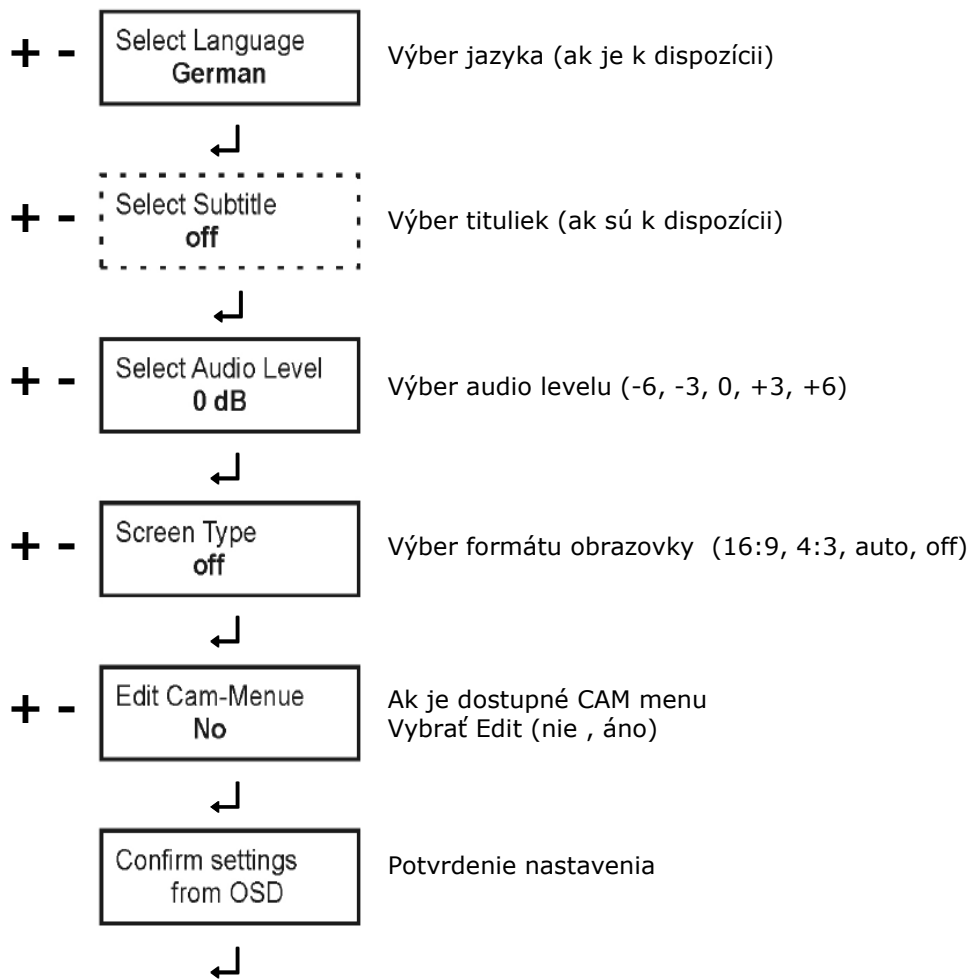 + -
Select Language
German
Výber jazyka (ak je k dispozícii)
+ -
Select Subtitle
off
Výber tituliek (ak sú k dispozícii)
+ -
Select Audio Level
0 dB
Výber audio levelu (-6, -3, 0, +3, +6)
+ -
Screen Type
off
Výber formátu obrazovky  (16:9, 4:3, auto, off)
+ -
Edit Cam-Menue
No
Ak je dostupné CAM menu
Vybrať Edit (nie , áno)
Confirm settings
from OSD
Potvrdenie nastavenia